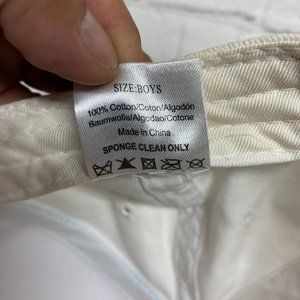 SIZE:BOYS
100% Cotton/Coton/Algodón
Baumwolle/Algodao/Cotone
Made in China
SPONGE CLEAN ONLY